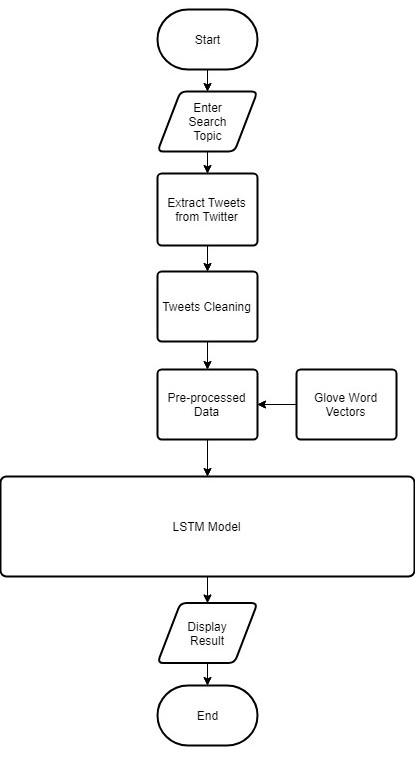 Start
Enter
Search
Topic
Extract Tweets
from Twitter
Tweets Cleaning
Pre-processed
Data
Glove Word
Vectors
LSTM Model
Display
Result
End